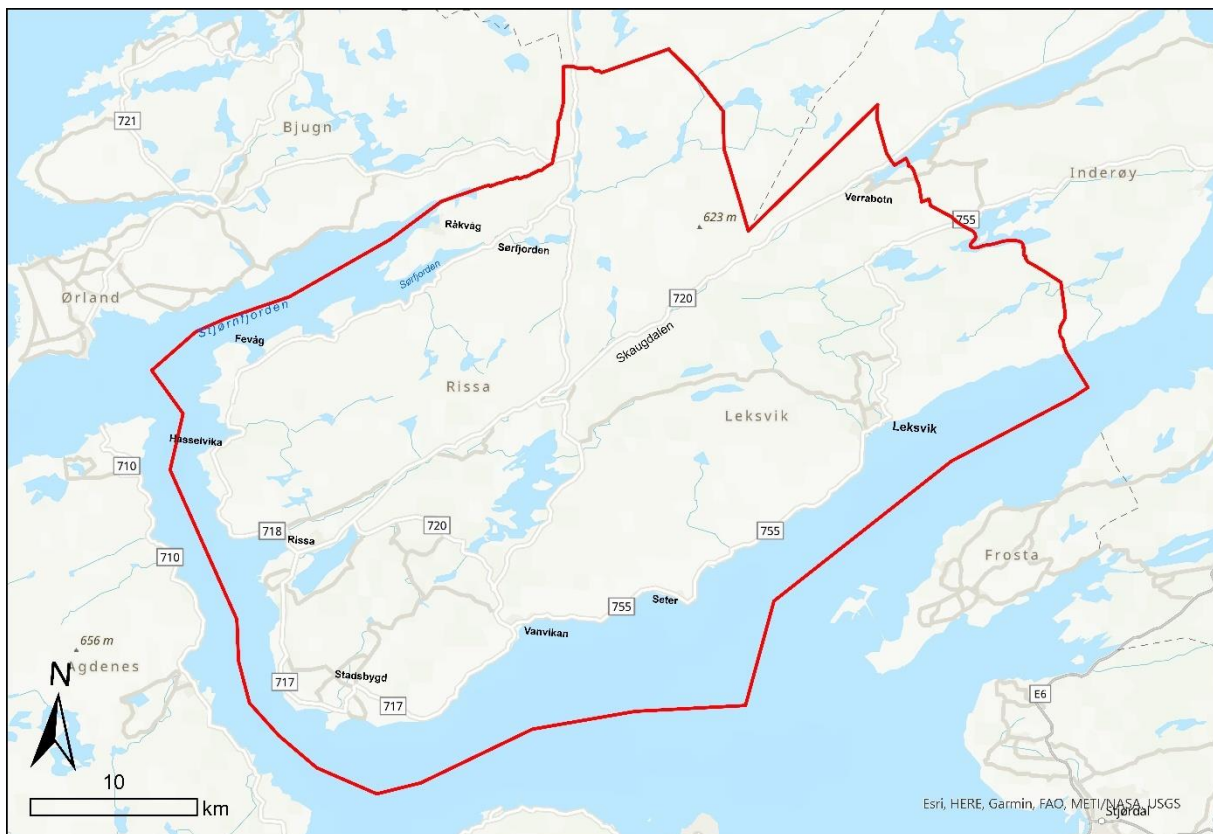 721
Bjugn
Inderøy
Verrabotn
755
623 m
Råkvåg
Sørfjorden
Sørfjorden
Ørland
Stjørnfjorden
720
Fevåg
Skaugdalen
Rissa
Leksvik
Leksvik
Hasselvika
710
718
Rissa
720
755
710
Frosta
Seter
755
Vanvikan
656 m
Agdenes
N
717
Stadsbygd
717
E6
10
km
Esri, HERE, Garmin, FAO, METI/NASA, USGS
Stjørdal